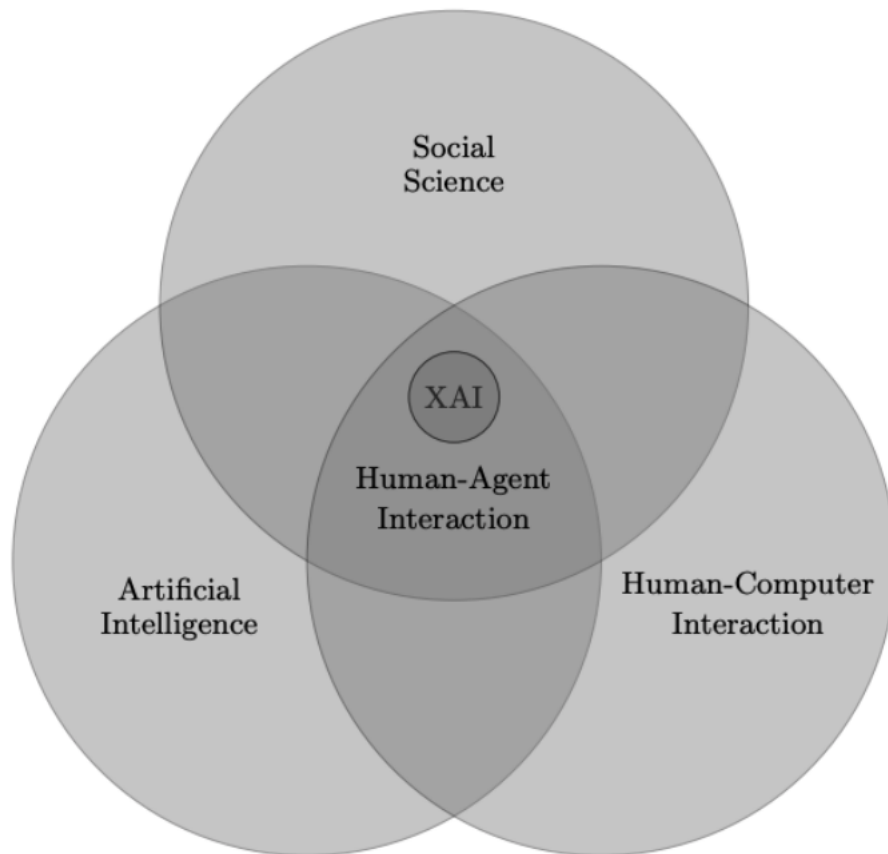 Social
Science
XAI
Human-Agent
Interaction
Artificial
Intelligence
Human-Computer
Interaction